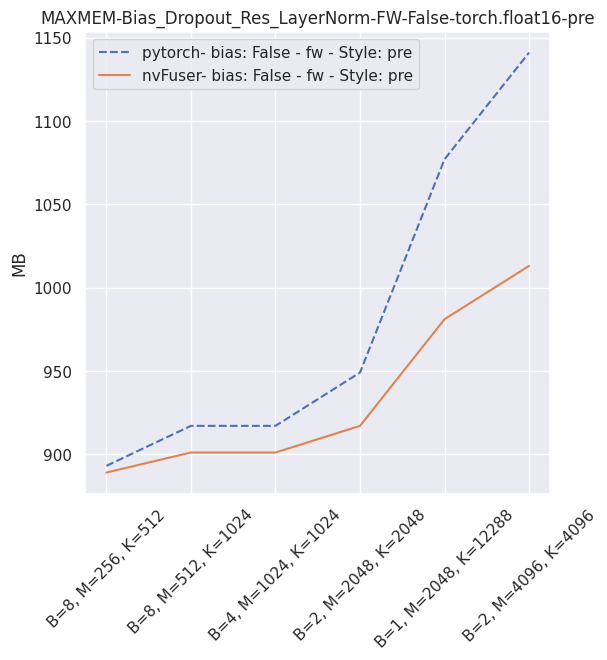 MAXMEM-Bias_Dropout_Res_LayerNorm-FW-False-torch.float16-pre
pytorch- bias: False - fw - Style: pre
nvFuser- bias: False - fw - Style: pre
1150
1100
1050
1000
950
900
MB
B=8, M=256, K=512
B=8, M=512, K=1024
B=4, M=1024, K=1024
B=2, M=2048, K=2048
B=1, M=2048, K=12288
B=2, M=4096, K=4096